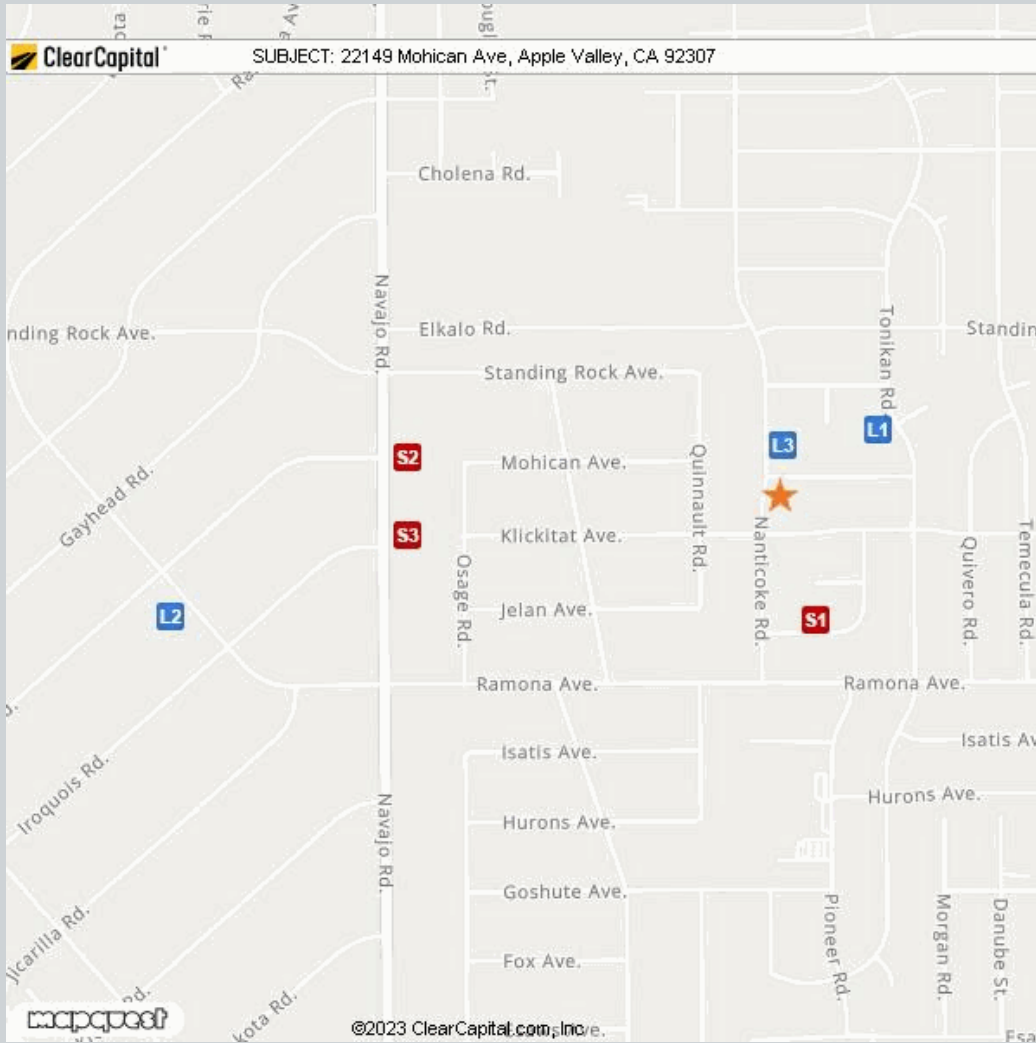 ClearCapital
SUBJECT: 22149 Mohican Ave, Apple Valley, CA 92307
Cholena Rd.
Navajo Rd.
Elkalo Rd.
nding Rock Ave.
Standin
Tonikan Rd.
Standing Rock Ave.
L1
L3
S2
Mohican Ave.
Quinnault Rd.
Gayhead Rd.
S3
Klickitat Ave.
Nanticoke Rd.
Quivero Rd.
Temecula Rd.
Osage Rd.
L2
Jelan Ave.
S1
Ramona Ave.
Ramona Ave.
Isatis Ave.
Isatis Av
Iroquois Rd.
Hurons Ave.
Hurons Ave.
Navajo Rd.
Goshute Ave.
Pioneer Rd.
Morgan Rd.
Danube St.
Jicarilla Rd.
Fox Ave.
kota Rd.
mapquest
©2023 ClearCapital.com, Inc